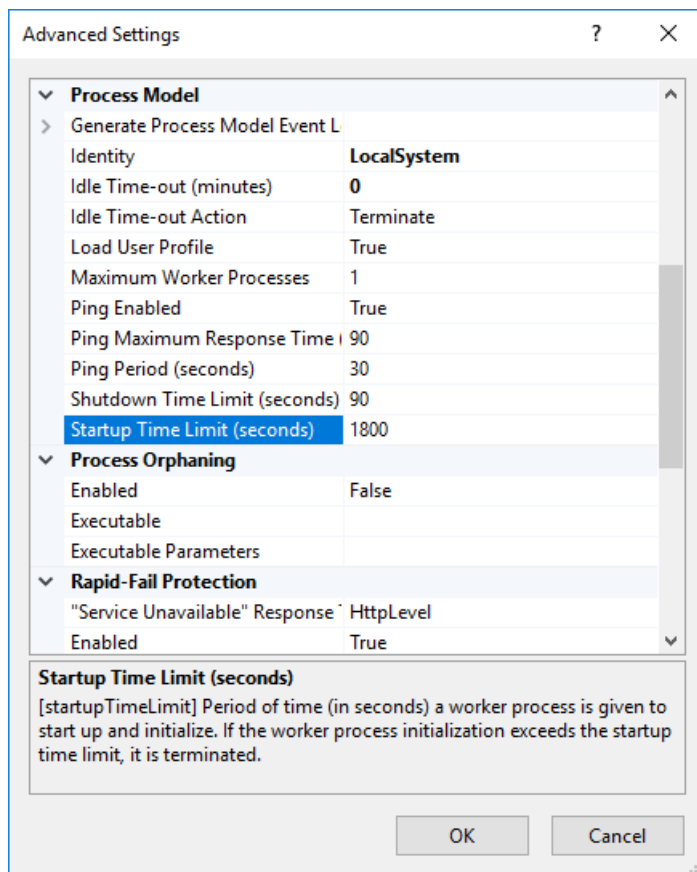 Advanced Settings
Process Model
Generate Process Model Event L
Identity LocalSystem
Idle Time-out (minutes) 0
Idle Time-out Action Terminate
Load User Profile True
Maximum Worker Processes 1
Ping Enabled True
Ping Maximum Response Time ( 90
Ping Period (seconds) 30
Shutdown Time Limit (seconds) 90
Startup Time Limit (seconds) 1800
Process Orphaning
Enabled False
Executable
Executable Parameters
Rapid-Fail Protection
"Service Unavailable" Response T HttpLevel
Enabled True
Startup Time Limit (seconds)
[startupTimeLimit] Period of time (in seconds) a worker process is given to
start up and initialize. If the worker process initialization exceeds the startup
time limit, it is terminated.
OK Cancel